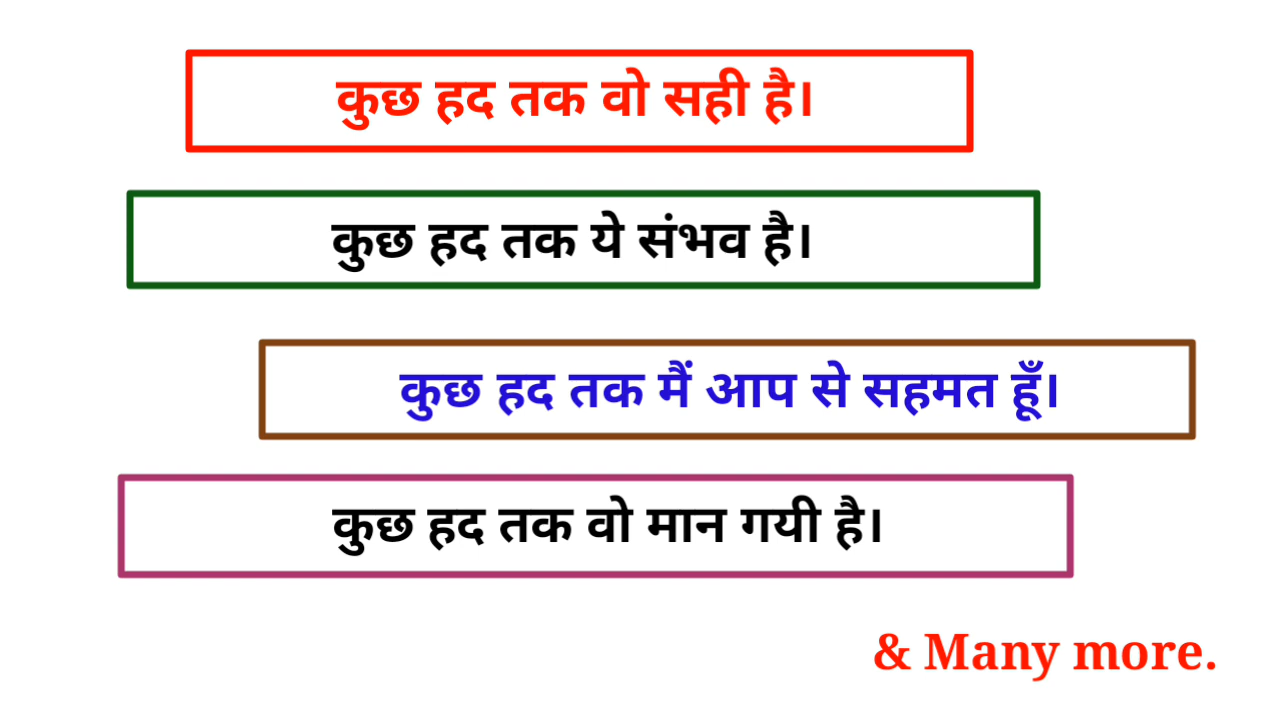 कुछ हद तक वो सही है।
कुछ हद तक ये संभव है।
कुछ हद तक मैं आप से सहमत हूँ।
कुछ हद तक वो मान गयी है।
& Many more.